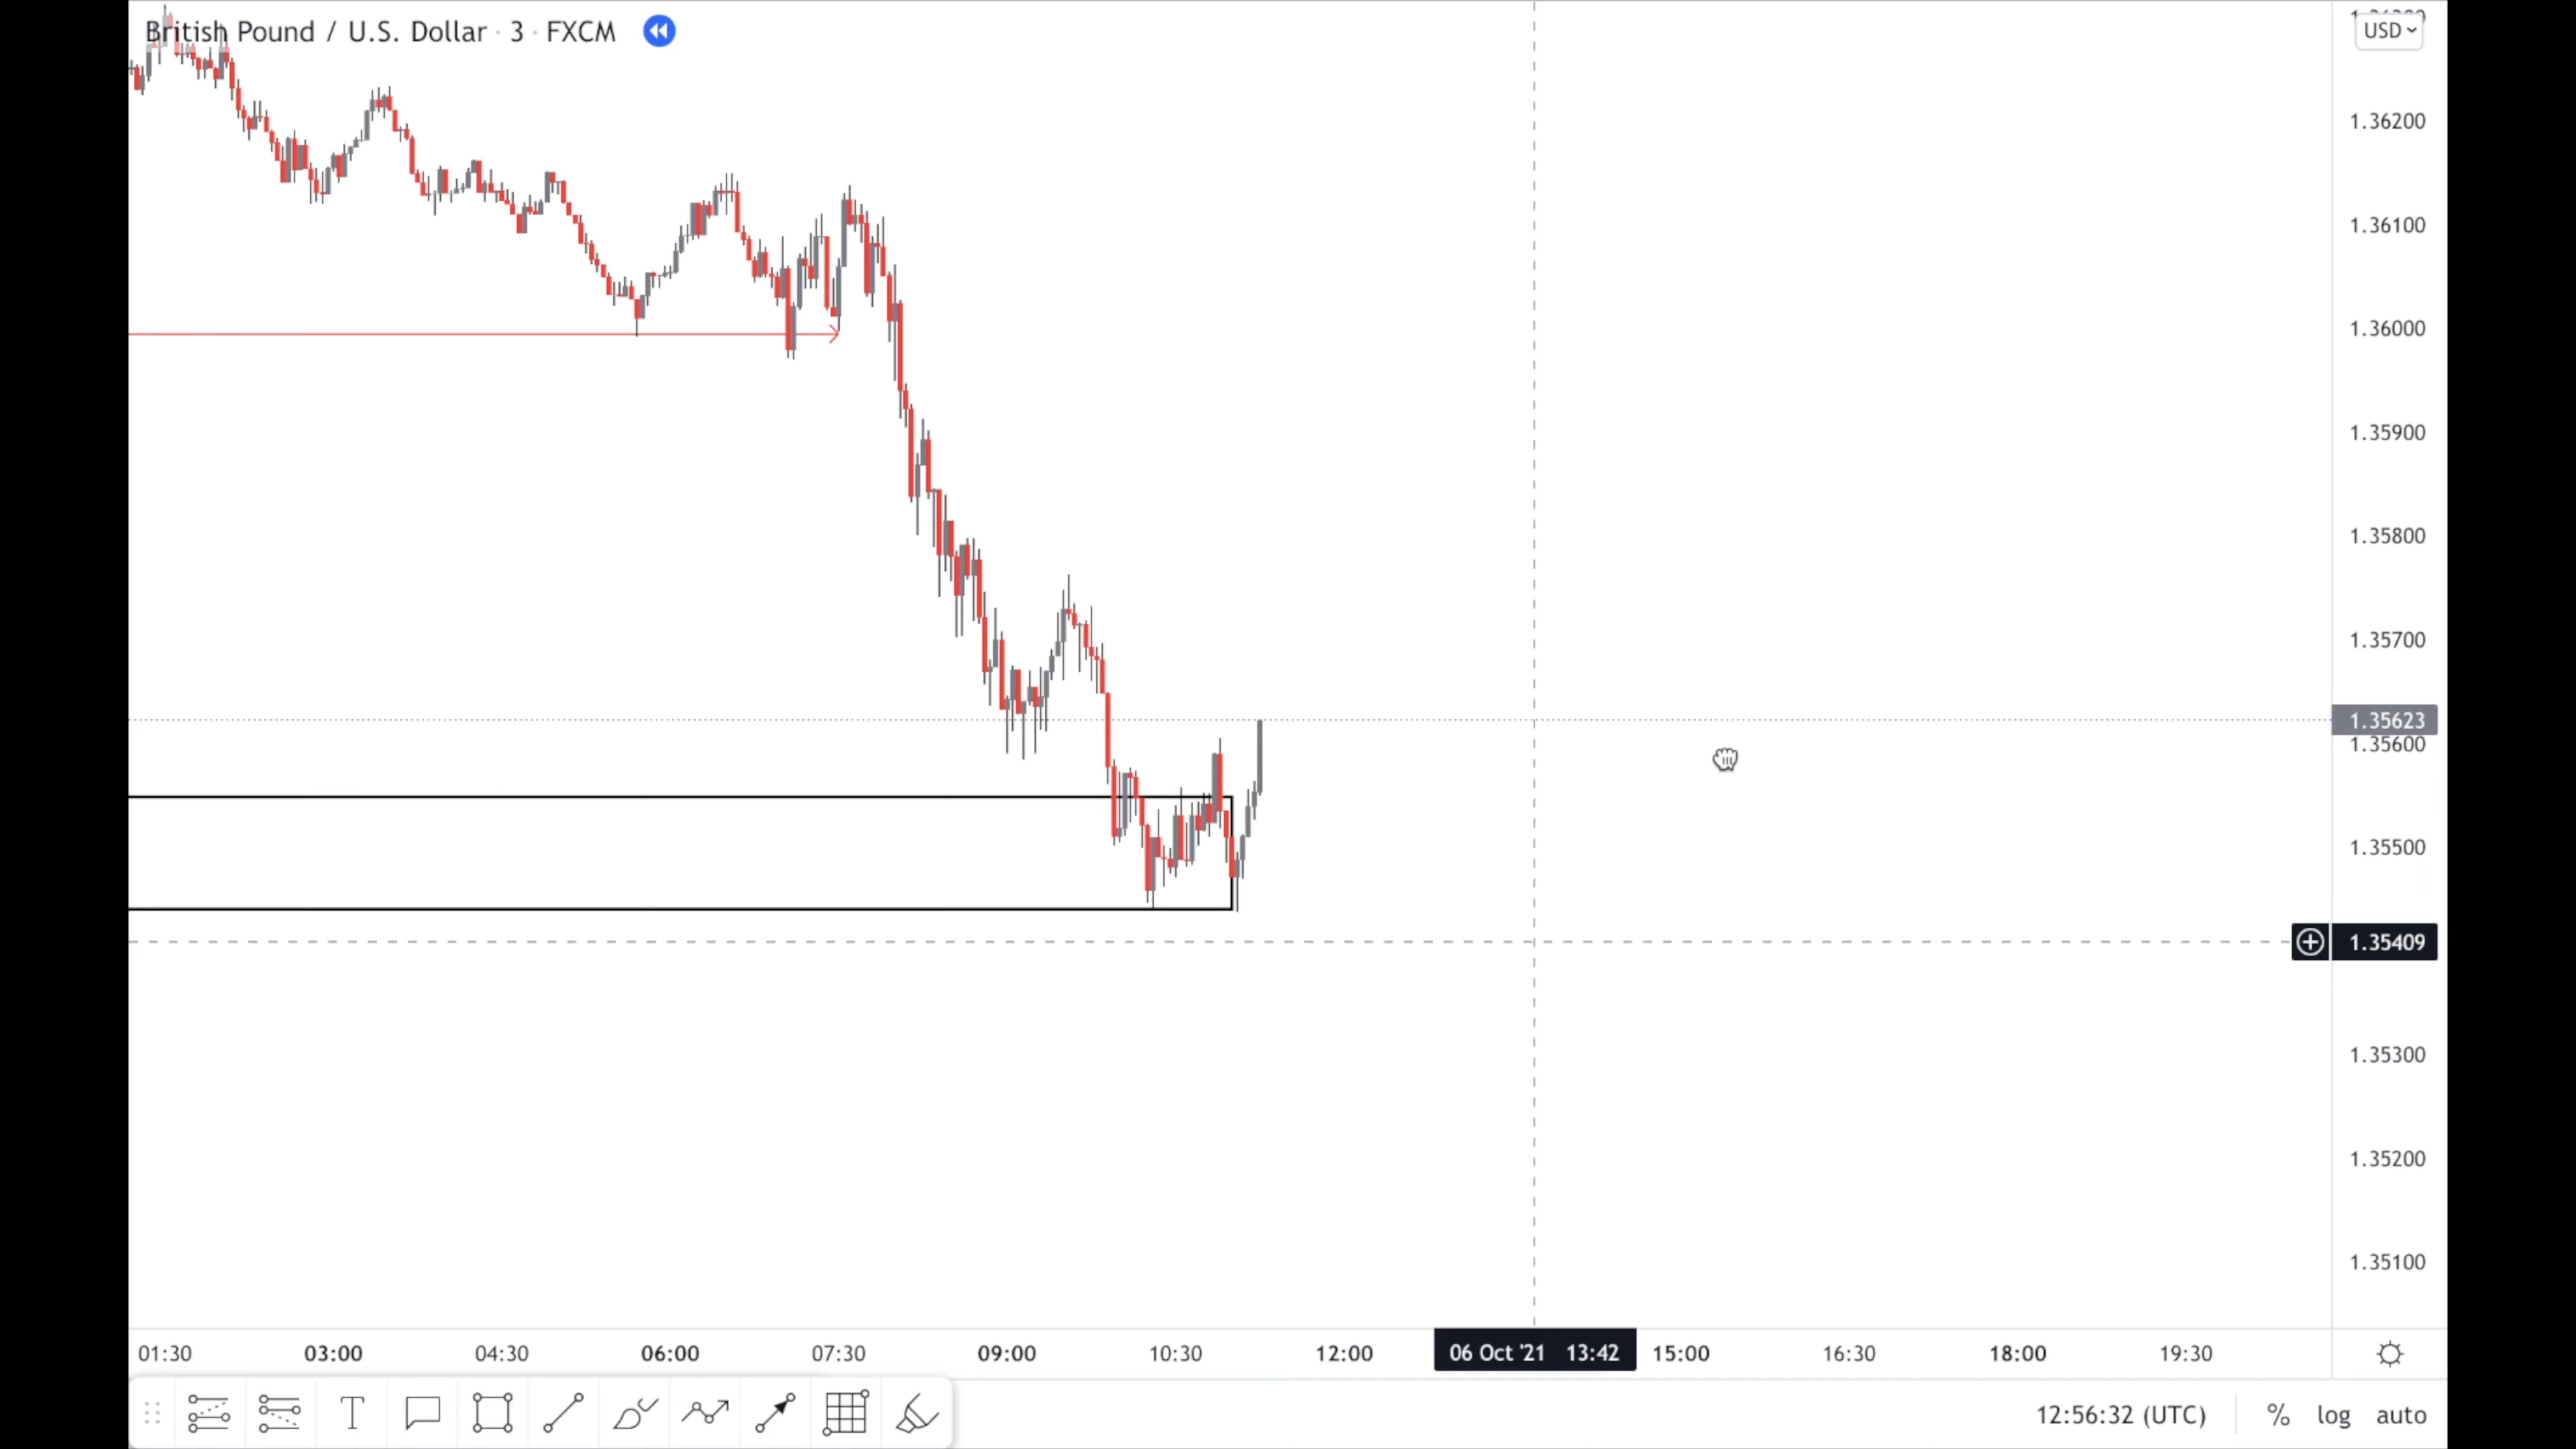 British Pound / U.S. Dollar · 3 · FXCM
USD
1.36200
1.36100
1.36000
1.35900
1.35800
1.35700
1.35623
1.35600
1.35500
1.35409
1.35300
1.35200
1.35100
01:30 03:00 04:30 06:00 07:30 09:00 10:30 12:00 06 Oct '21 13:42 15:00 16:30 18:00 19:30
T
12:56:32 (UTC) % log auto